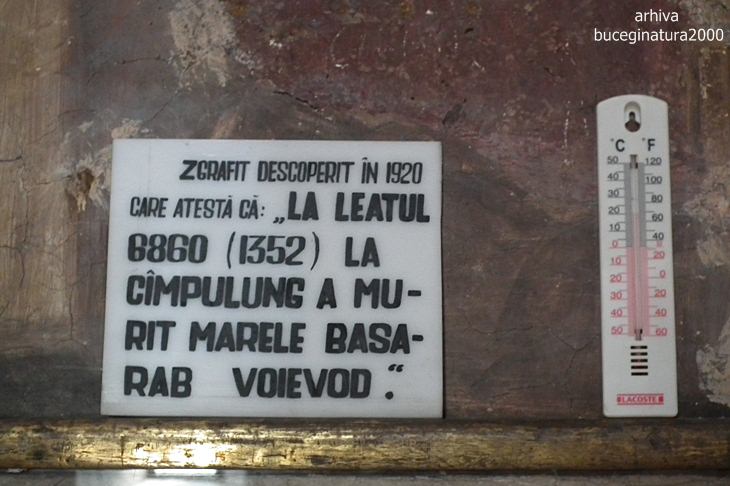 arhiva
buceginatura2000
ZGRAFIT DESCOPERIT ÎN 1920
CARE ATESTĂ CĂ: „LA LEATUL
6860 (1352) LA
CÎMPULUNG A MU-
RIT MARELE BASA-
RAB VOIEVOD."
°C °F
50 120
40 100
30 80
20 60
10 40
0 20
10 0
20 20
30 40
50 60
LACOSTE